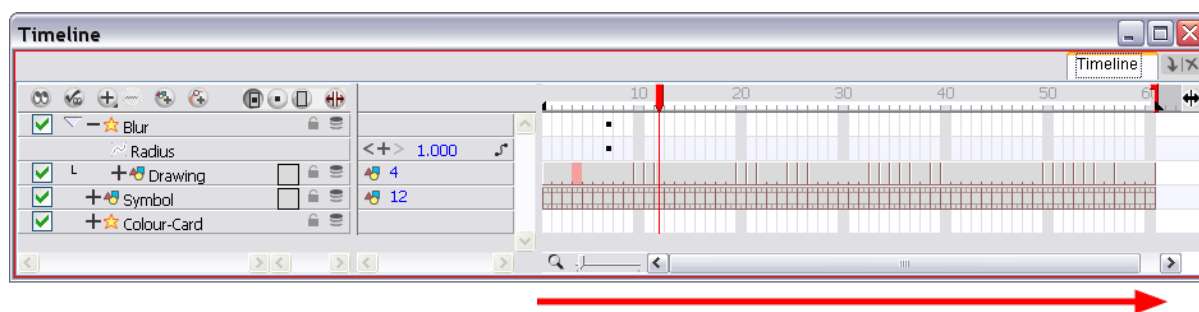 Timeline
Timeline
10 20 30 40 50 60
Blur
Radius 1.000
Drawing 4
Symbol 12
Colour-Card